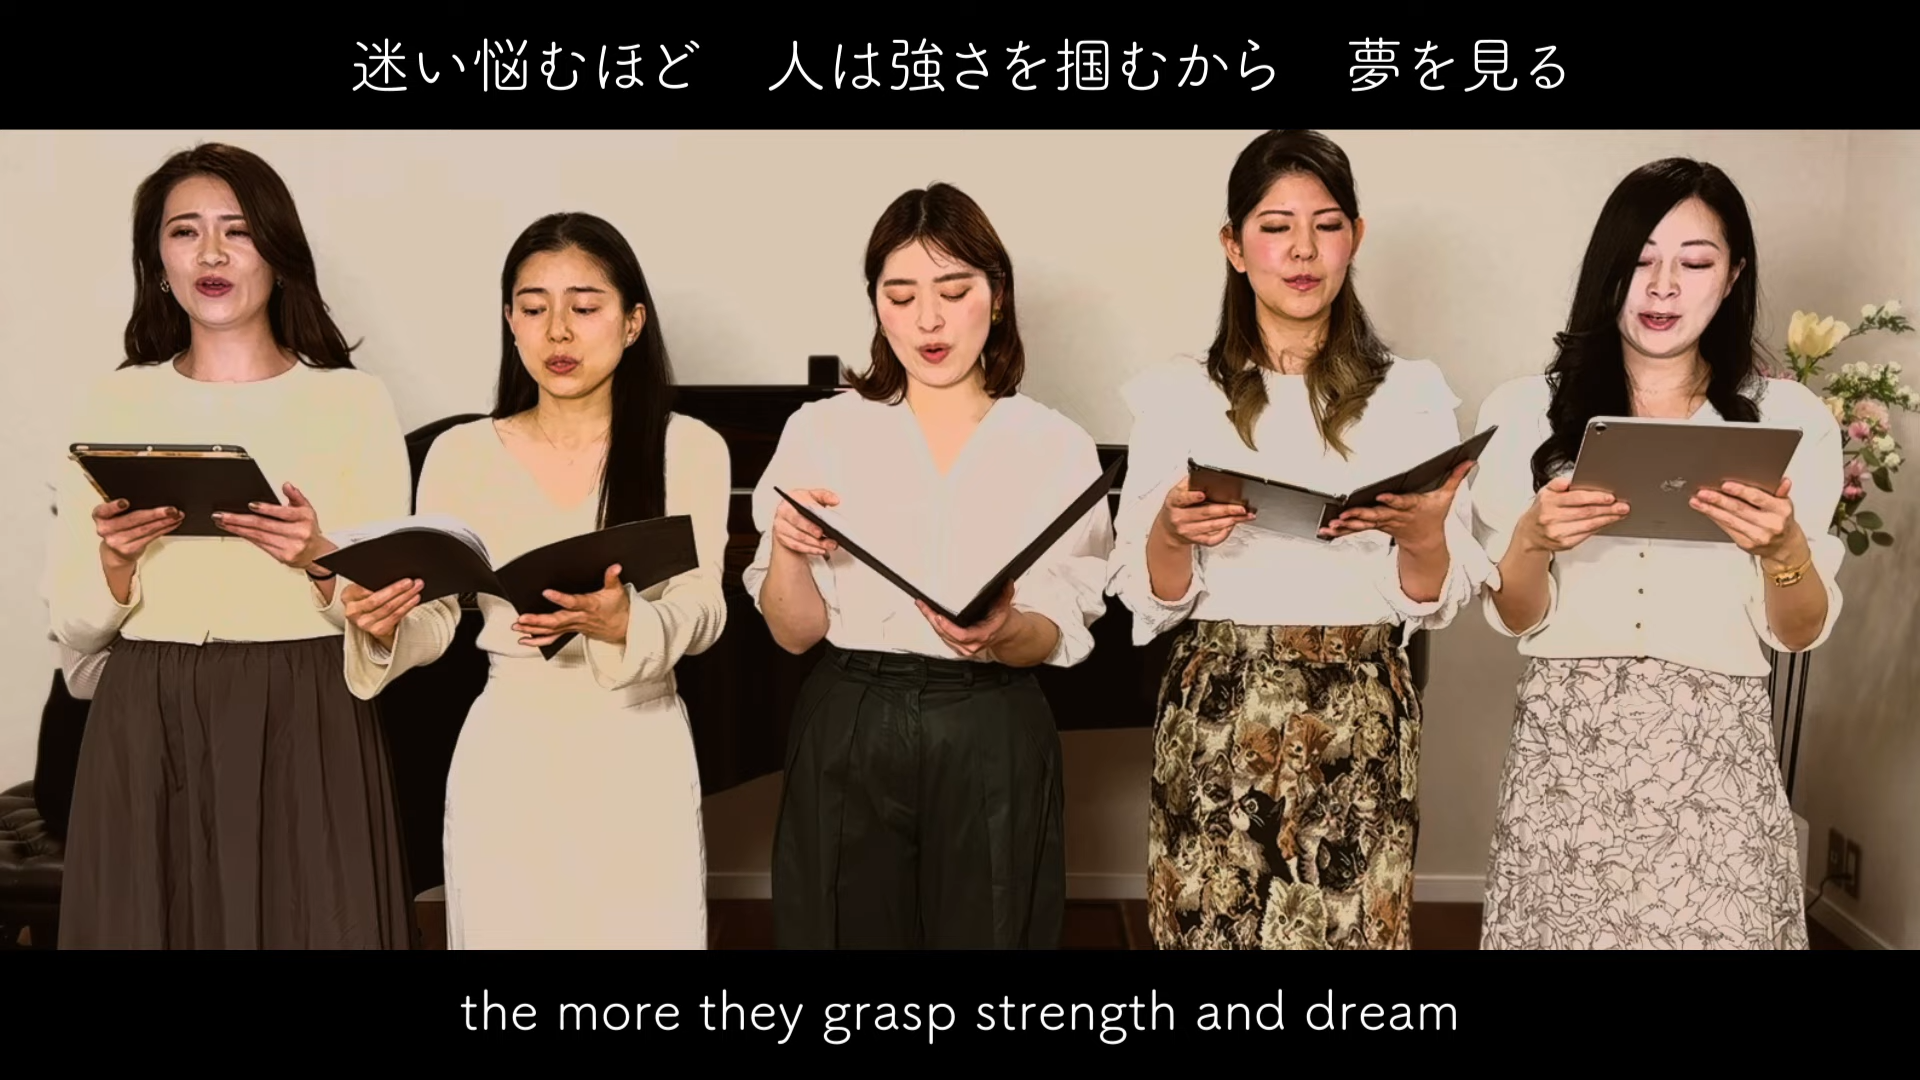 迷い悩むほど　人は強さを掴むから　夢を見る
the more they grasp strength and dream